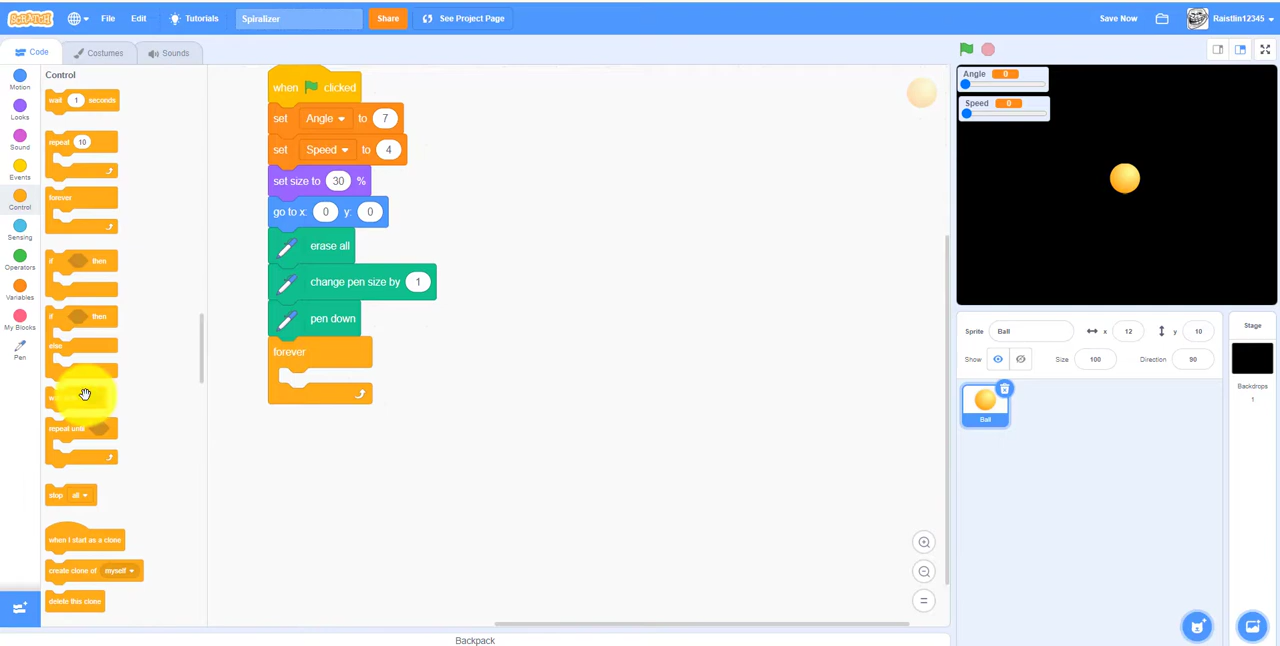 SCRATCH File Edit Tutorials Spiralizer Share See Project Page Save Now Raistlin12345
Code Costumes Sounds
Motion
Looks
Sound
Events
Control
Sensing
Operators
Variables
My Blocks
Pen
Control
wait 1 seconds
repeat 10
forever
if then
if then
else
repeat until
stop all
when I start as a clone
create clone of myself
delete this clone
when clicked
set Angle to 7
set Speed to 4
set size to 30 %
go to x: 0 y: 0
erase all
change pen size by 1
pen down
forever
Backpack
Angle 0
Speed 0
Sprite Ball x 12 y 10
Show Size 100 Direction 90
Ball
Stage
Backdrops
1